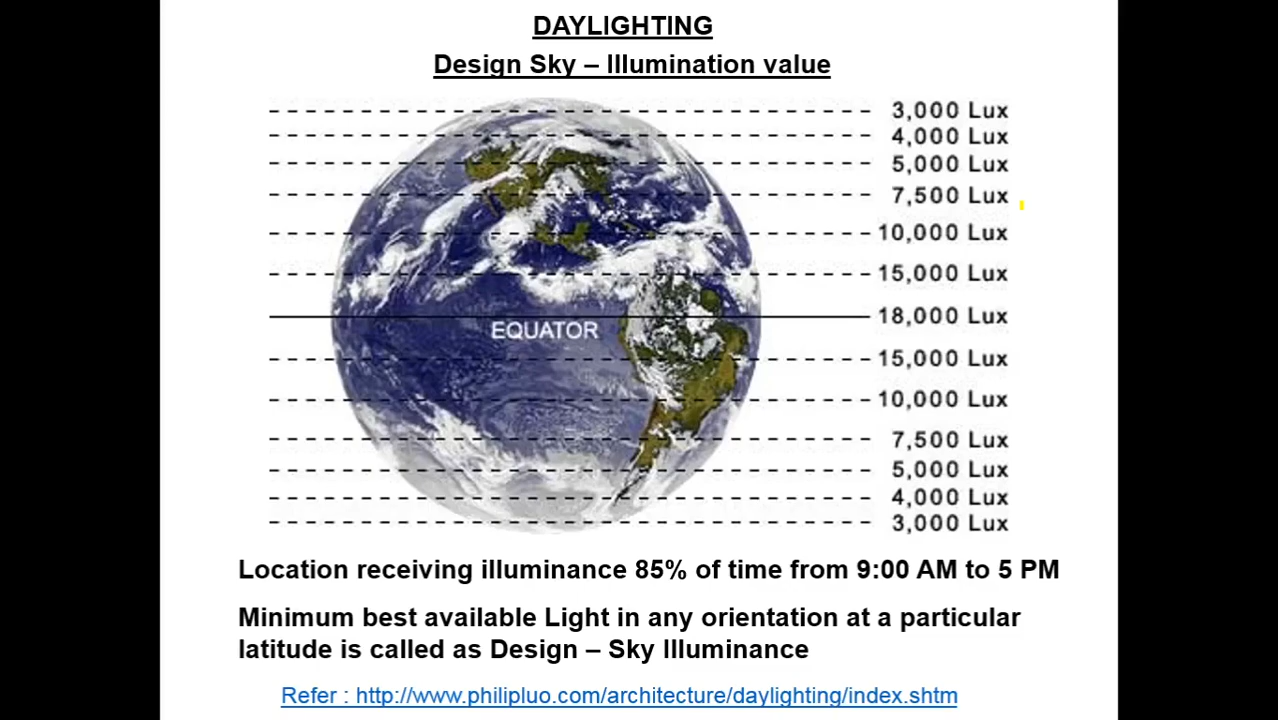 DAYLIGHTING
Design Sky – Illumination value
3,000 Lux
4,000 Lux
5,000 Lux
7,500 Lux
10,000 Lux
15,000 Lux
18,000 Lux
EQUATOR
15,000 Lux
10,000 Lux
7,500 Lux
5,000 Lux
4,000 Lux
3,000 Lux
Location receiving illuminance 85% of time from 9:00 AM to 5 PM
Minimum best available Light in any orientation at a particular
latitude is called as Design – Sky Illuminance
Refer : http://www.philipluo.com/architecture/daylighting/index.shtm